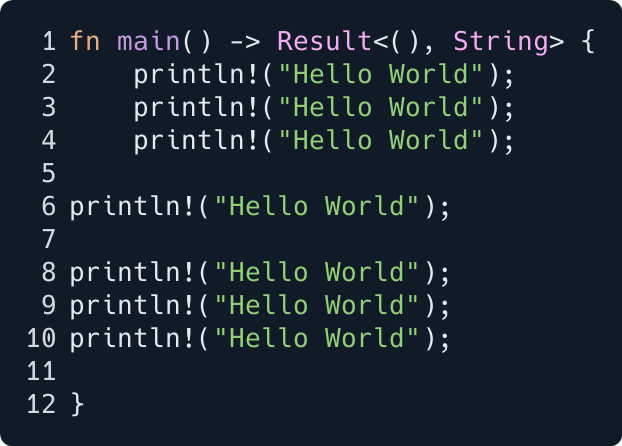 1 fn main() -> Result<(), String> {
2     println!("Hello World");
3     println!("Hello World");
4     println!("Hello World");
5
6 println!("Hello World");
7
8 println!("Hello World");
9 println!("Hello World");
10 println!("Hello World");
11
12 }